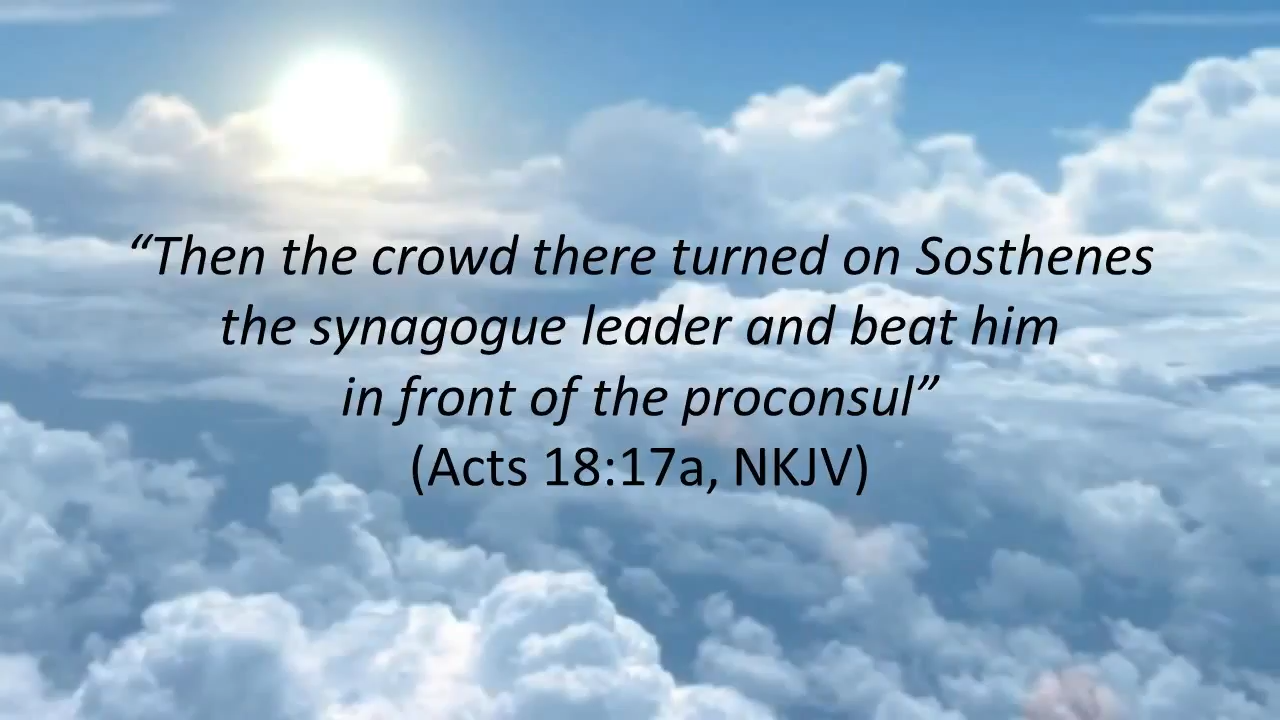 “Then the crowd there turned on Sosthenes
the synagogue leader and beat him
in front of the proconsul”
(Acts 18:17a, NKJV)